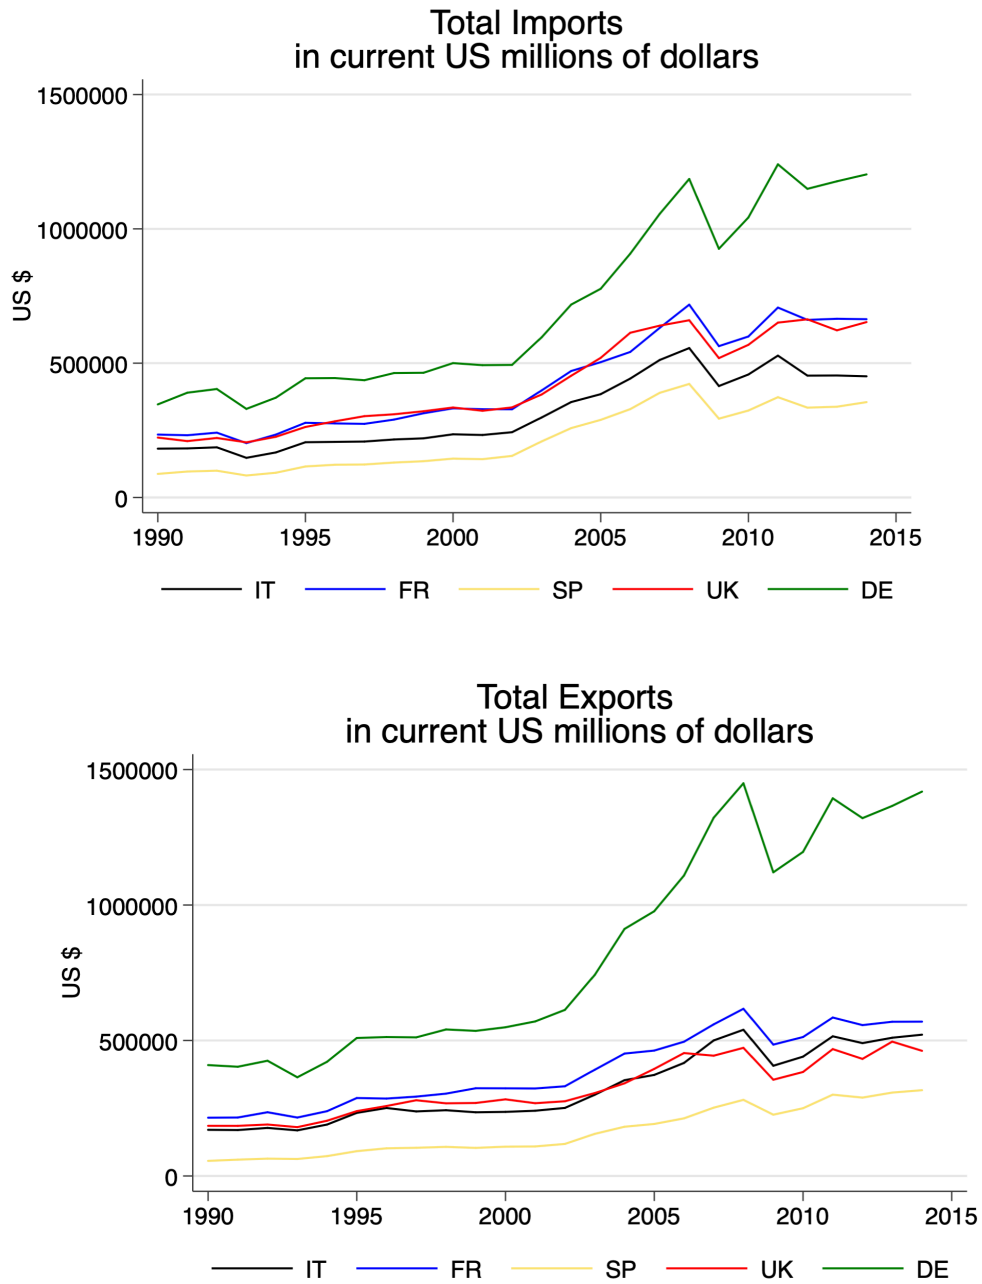 Total Imports
in current US millions of dollars
US $
1500000
1000000
500000
0
1990 1995 2000 2005 2010 2015
IT FR SP UK DE
Total Exports
in current US millions of dollars
US $
1500000
1000000
500000
0
1990 1995 2000 2005 2010 2015
IT FR SP UK DE